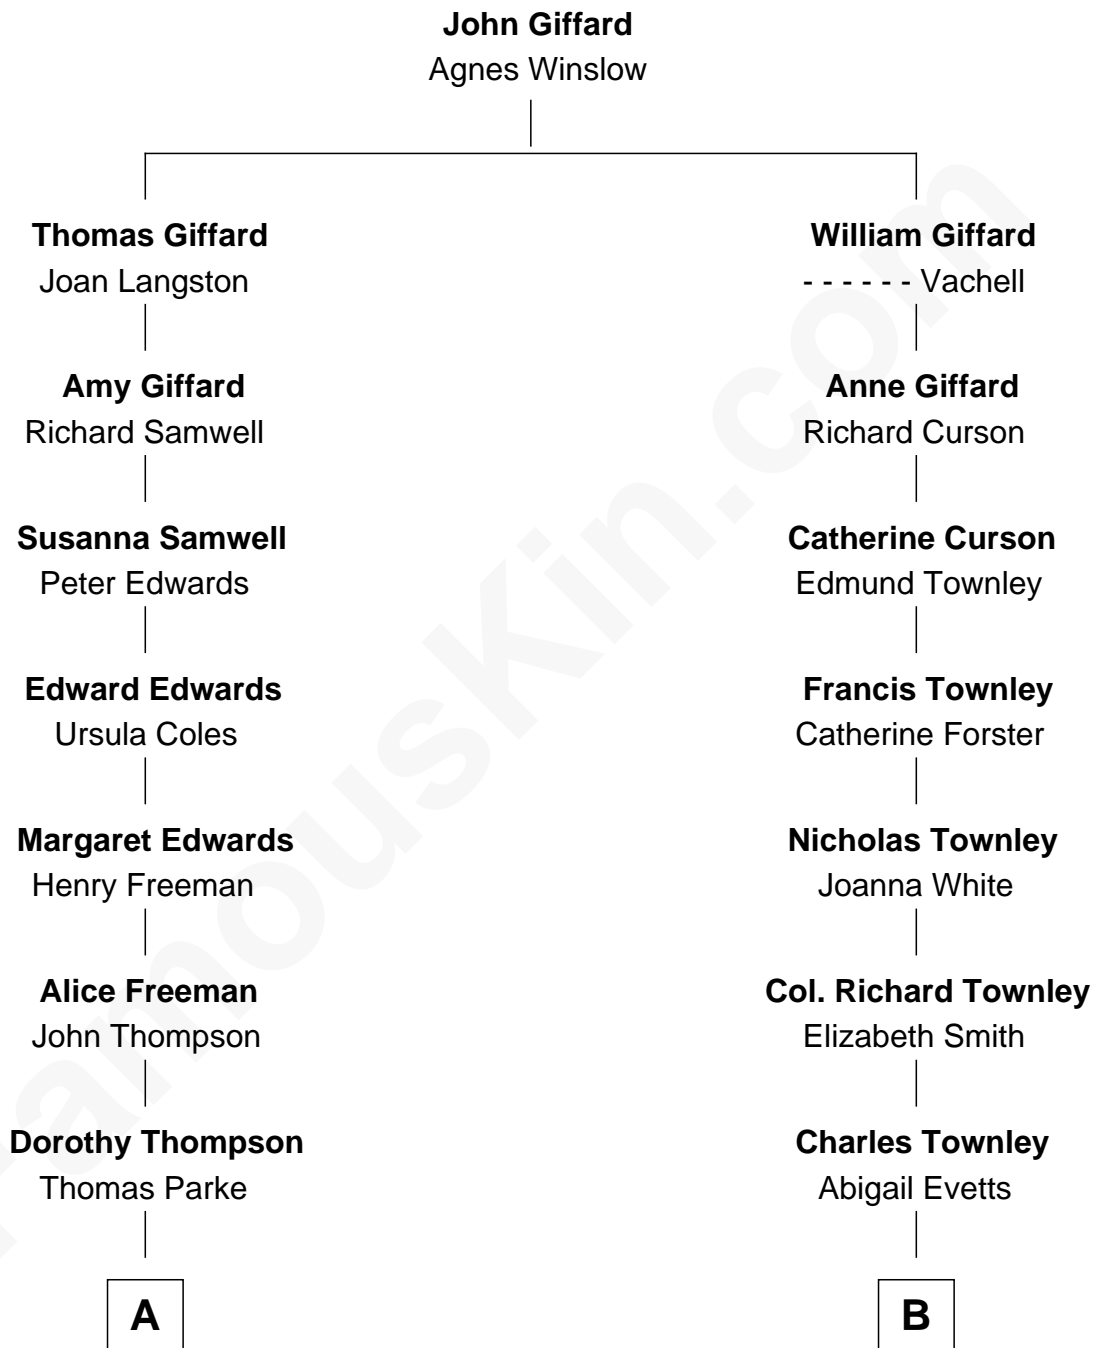 John Giffard
Agnes Winslow
Thomas Giffard
Joan Langston
William Giffard
- - - - - - Vachell
Amy Giffard
Richard Samwell
Anne Giffard
Richard Curson
Susanna Samwell
Peter Edwards
Catherine Curson
Edmund Townley
Edward Edwards
Ursula Coles
Francis Townley
Catherine Forster
Margaret Edwards
Henry Freeman
Nicholas Townley
Joanna White
Alice Freeman
John Thompson
Col. Richard Townley
Elizabeth Smith
Dorothy Thompson
Thomas Parke
Charles Townley
Abigail Evetts
A
B
FamousKin.com